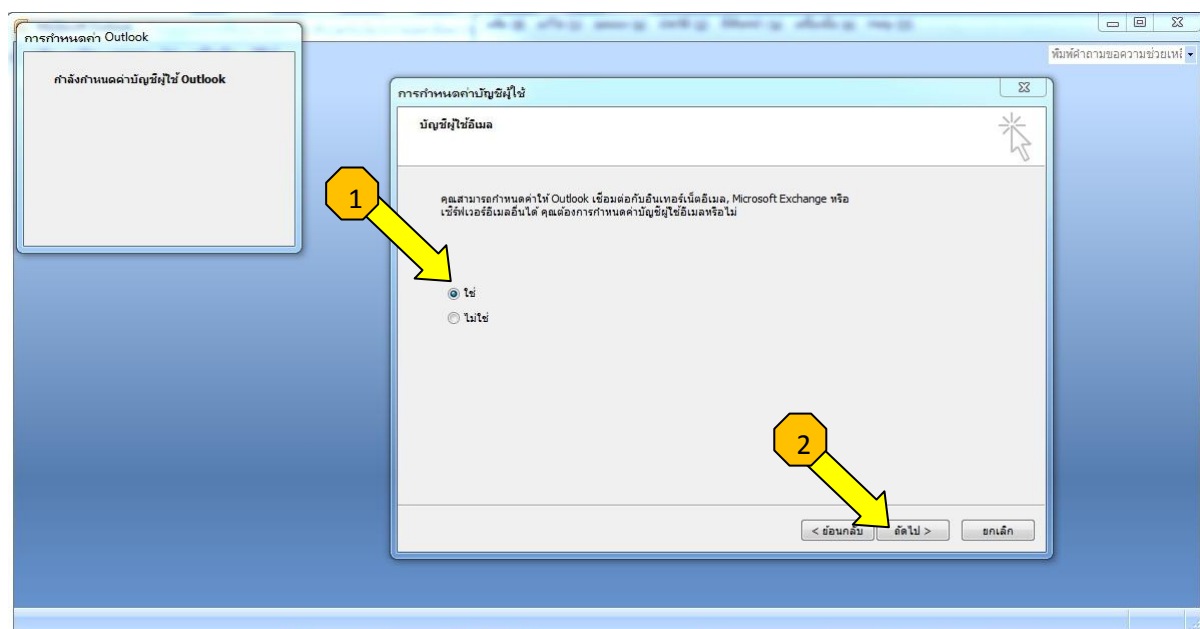 การกำหนดค่า Outlook
กำลังกำหนดค่าบัญชีผู้ใช้ Outlook
พิมพ์คำถามขอความช่วยเหลื
การกำหนดค่าบัญชีผู้ใช้
บัญชีผู้ใช้อีเมล
คุณสามารถกำหนดค่าให้ Outlook เชื่อมต่อกับอินเทอร์เน็ตอีเมล, Microsoft Exchange หรือ
เซิร์ฟเวอร์อีเมลอื่นได้ คุณต้องการกำหนดค่าบัญชีผู้ใช้อีเมลหรือไม่
1
ใช่
ไม่ใช่
2
< ย้อนกลับ ถัดไป > ยกเลิก